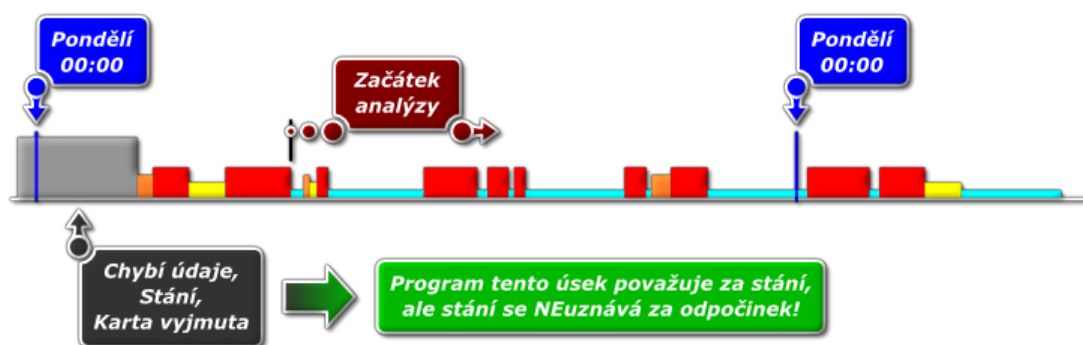 Pondělí
00:00
Začátek
analýzy
Pondělí
00:00
Chybí údaje,
Stání,
Karta vyjmuta
Program tento úsek považuje za stání,
ale stání se NEuznává za odpočinek!